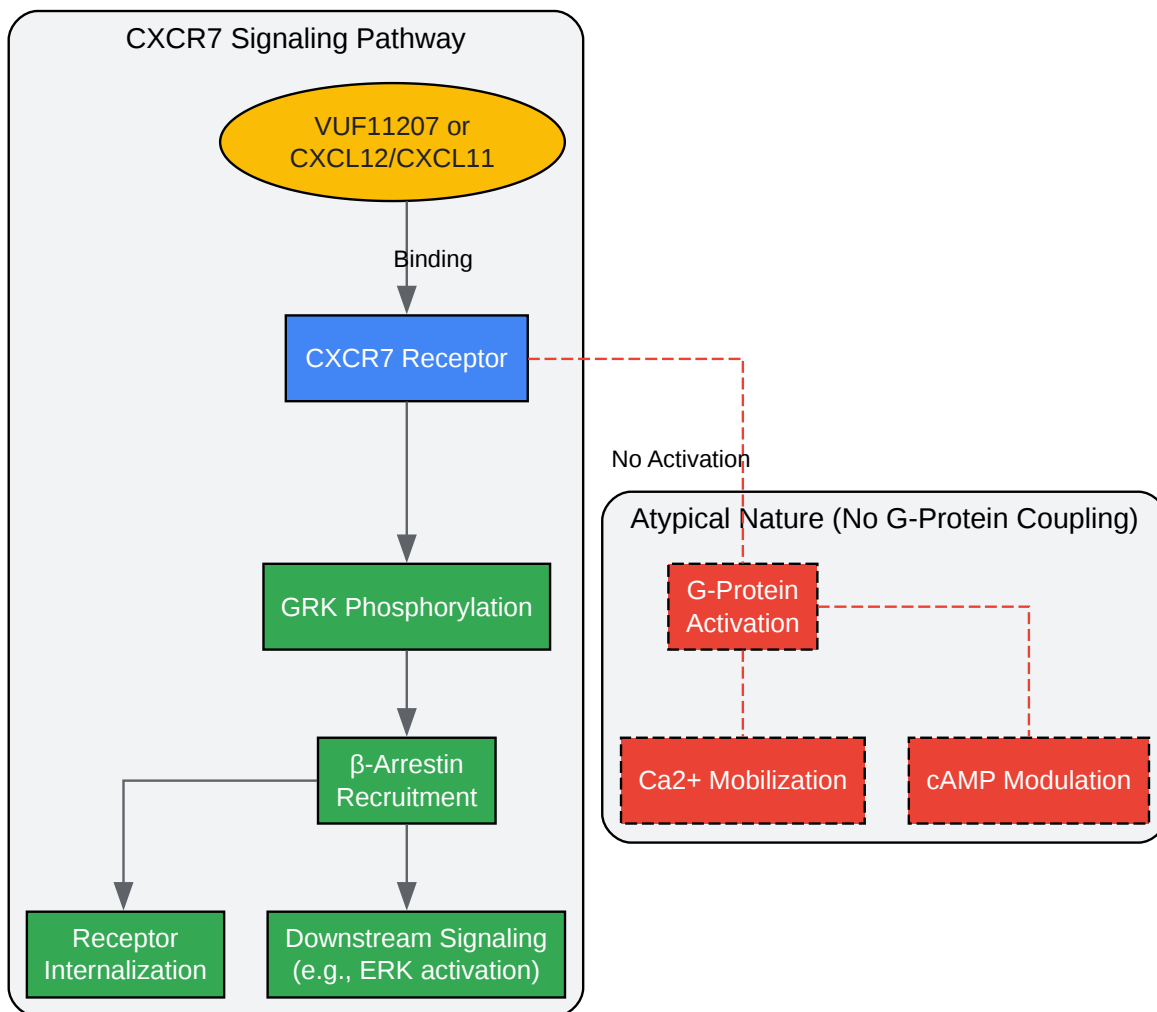 CXCR7 Signaling Pathway
VUF11207 or
CXCL12/CXCL11
Binding
CXCR7 Receptor
No Activation
Atypical Nature (No G-Protein Coupling)
GRK Phosphorylation
G-Protein
Activation
β-Arrestin
Recruitment
Ca2+ Mobilization
cAMP Modulation
Receptor
Internalization
Downstream Signaling
(e.g., ERK activation)